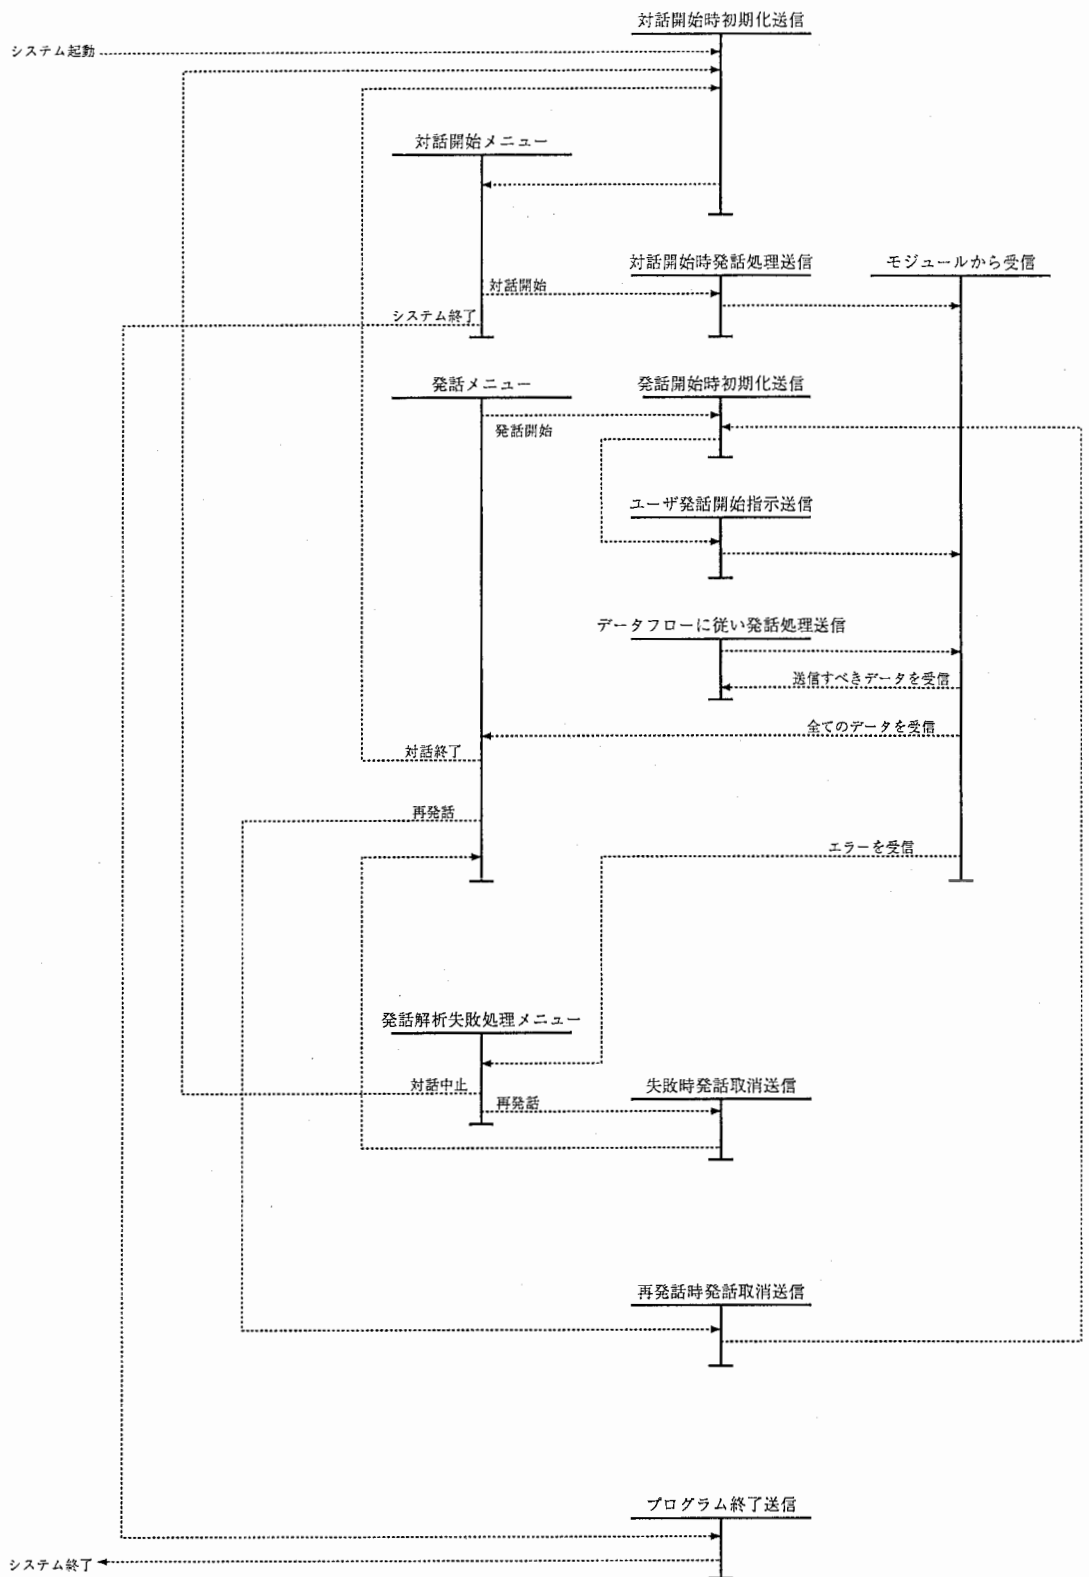 対話開始時初期化送信
システム起動
対話開始メニュー
対話開始時発話処理送信
モジュールから受信
対話開始
システム終了
発話メニュー
発話開始時初期化送信
発話開始
ユーザ発話開始指示送信
データフローに従い発話処理送信
送信すべきデータを受信
全てのデータを受信
対話終了
再発話
エラーを受信
発話解析失敗処理メニュー
対話中止
失敗時発話取消送信
再発話
再発話時発話取消送信
プログラム終了送信
システム終了